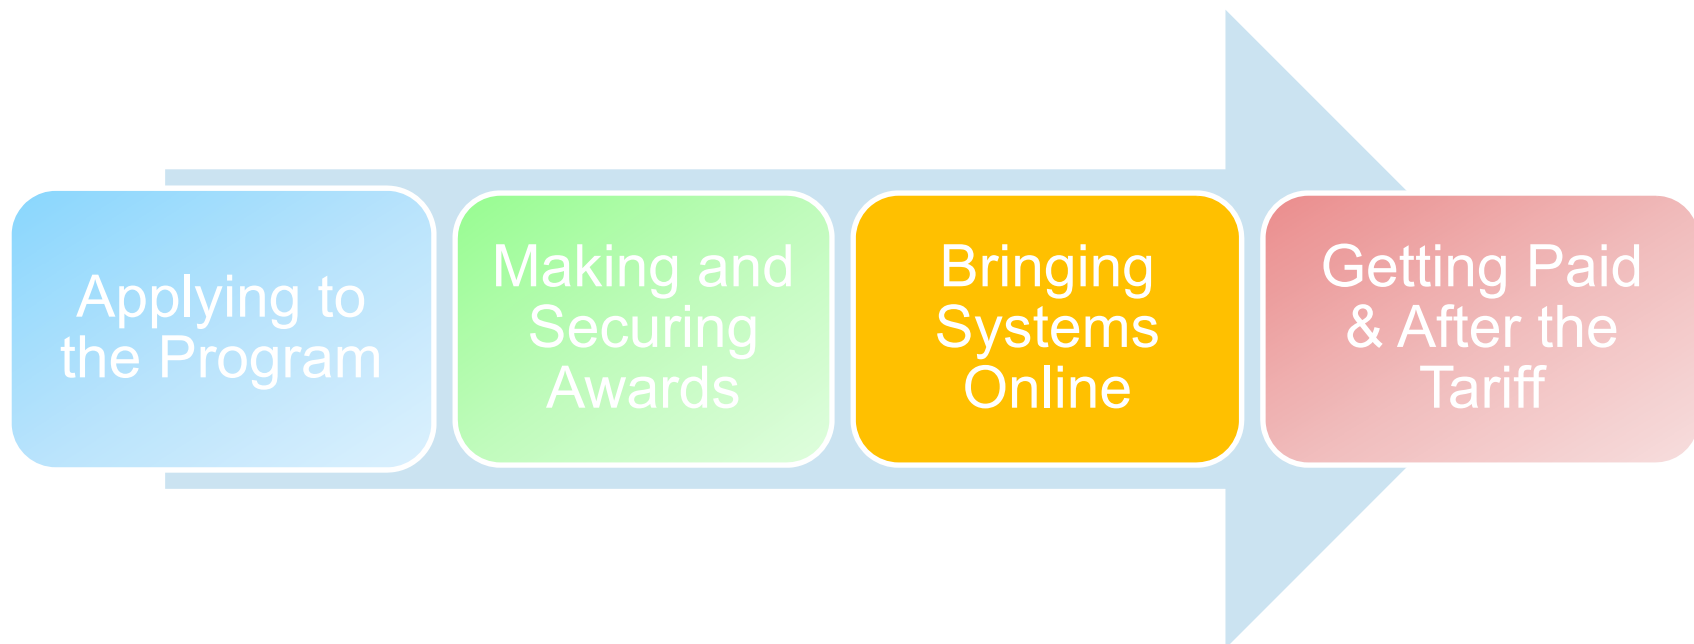 Applying to
the Program
Making and
Securing
Awards
Bringing
Systems
Online
Getting Paid
& After the
Tariff